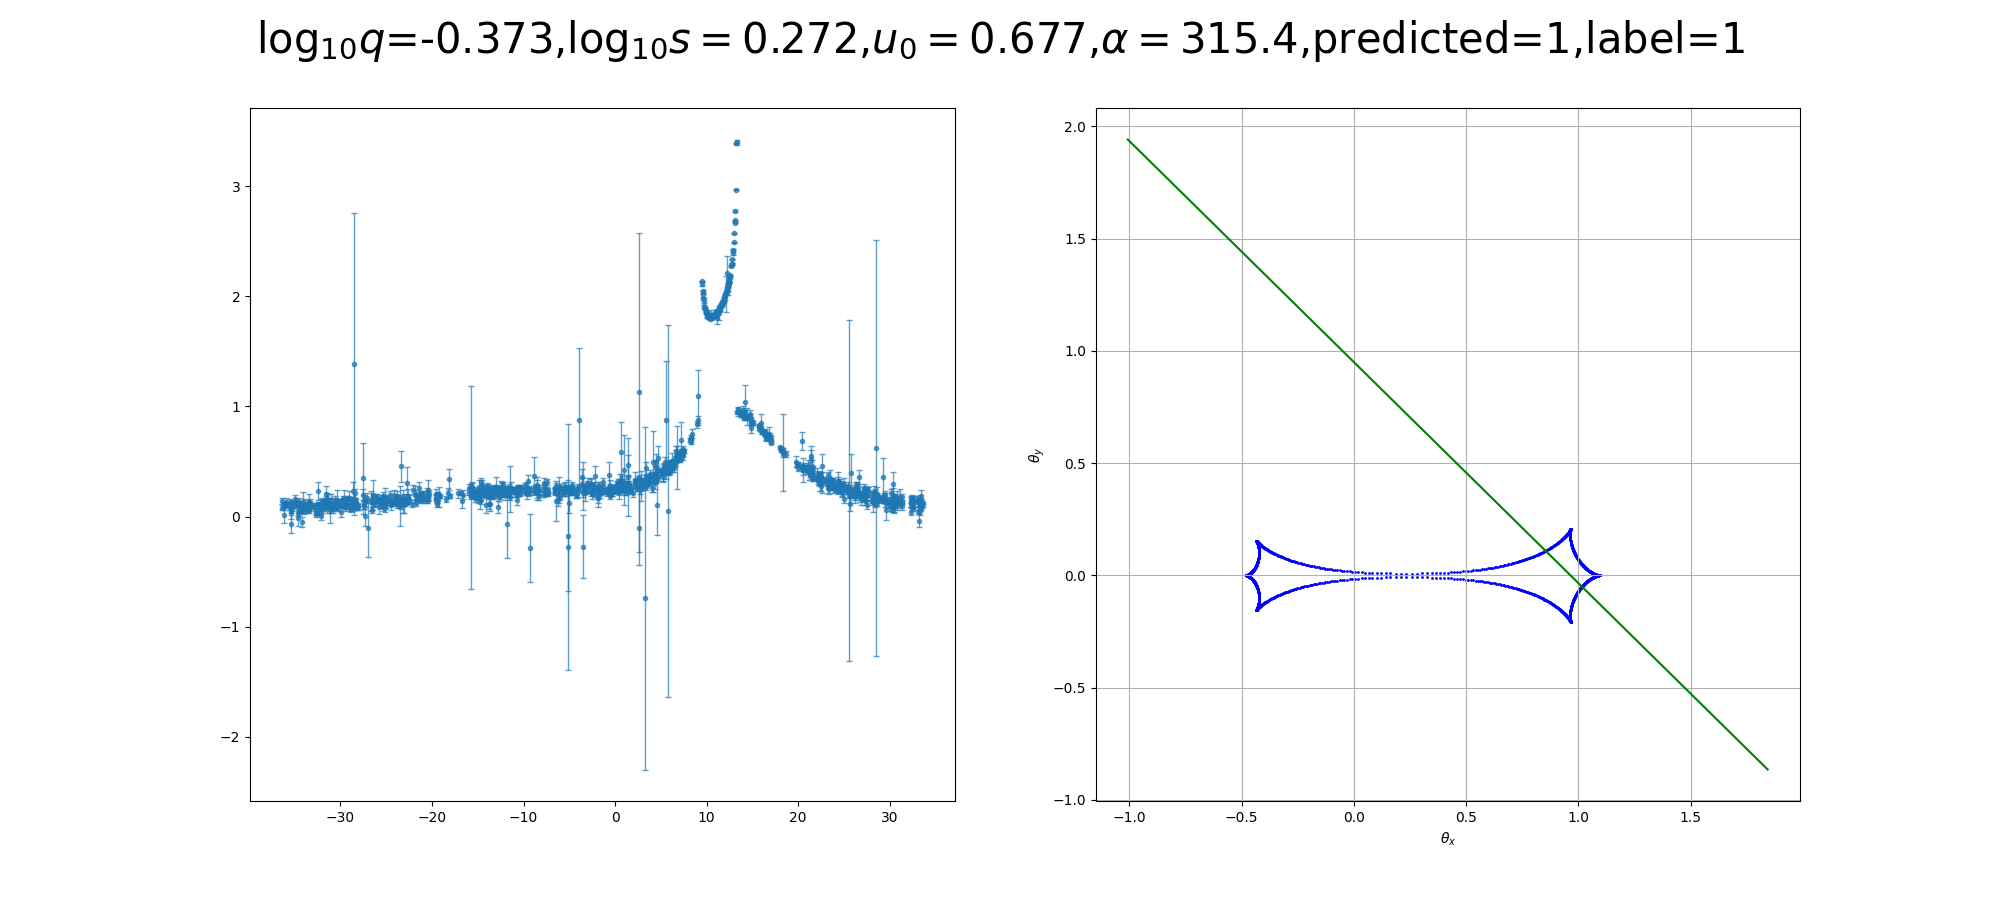 log₁₀q=-0.373,log₁₀s = 0.272,u₀ = 0.677,α = 315.4,predicted=1,label=1
3
2
1
0
−1
−2
−30 −20 −10 0 10 20 30
2.0
1.5
1.0
0.5
0.0
−0.5
−1.0
θy
−1.0 −0.5 0.0 0.5 1.0 1.5
θx